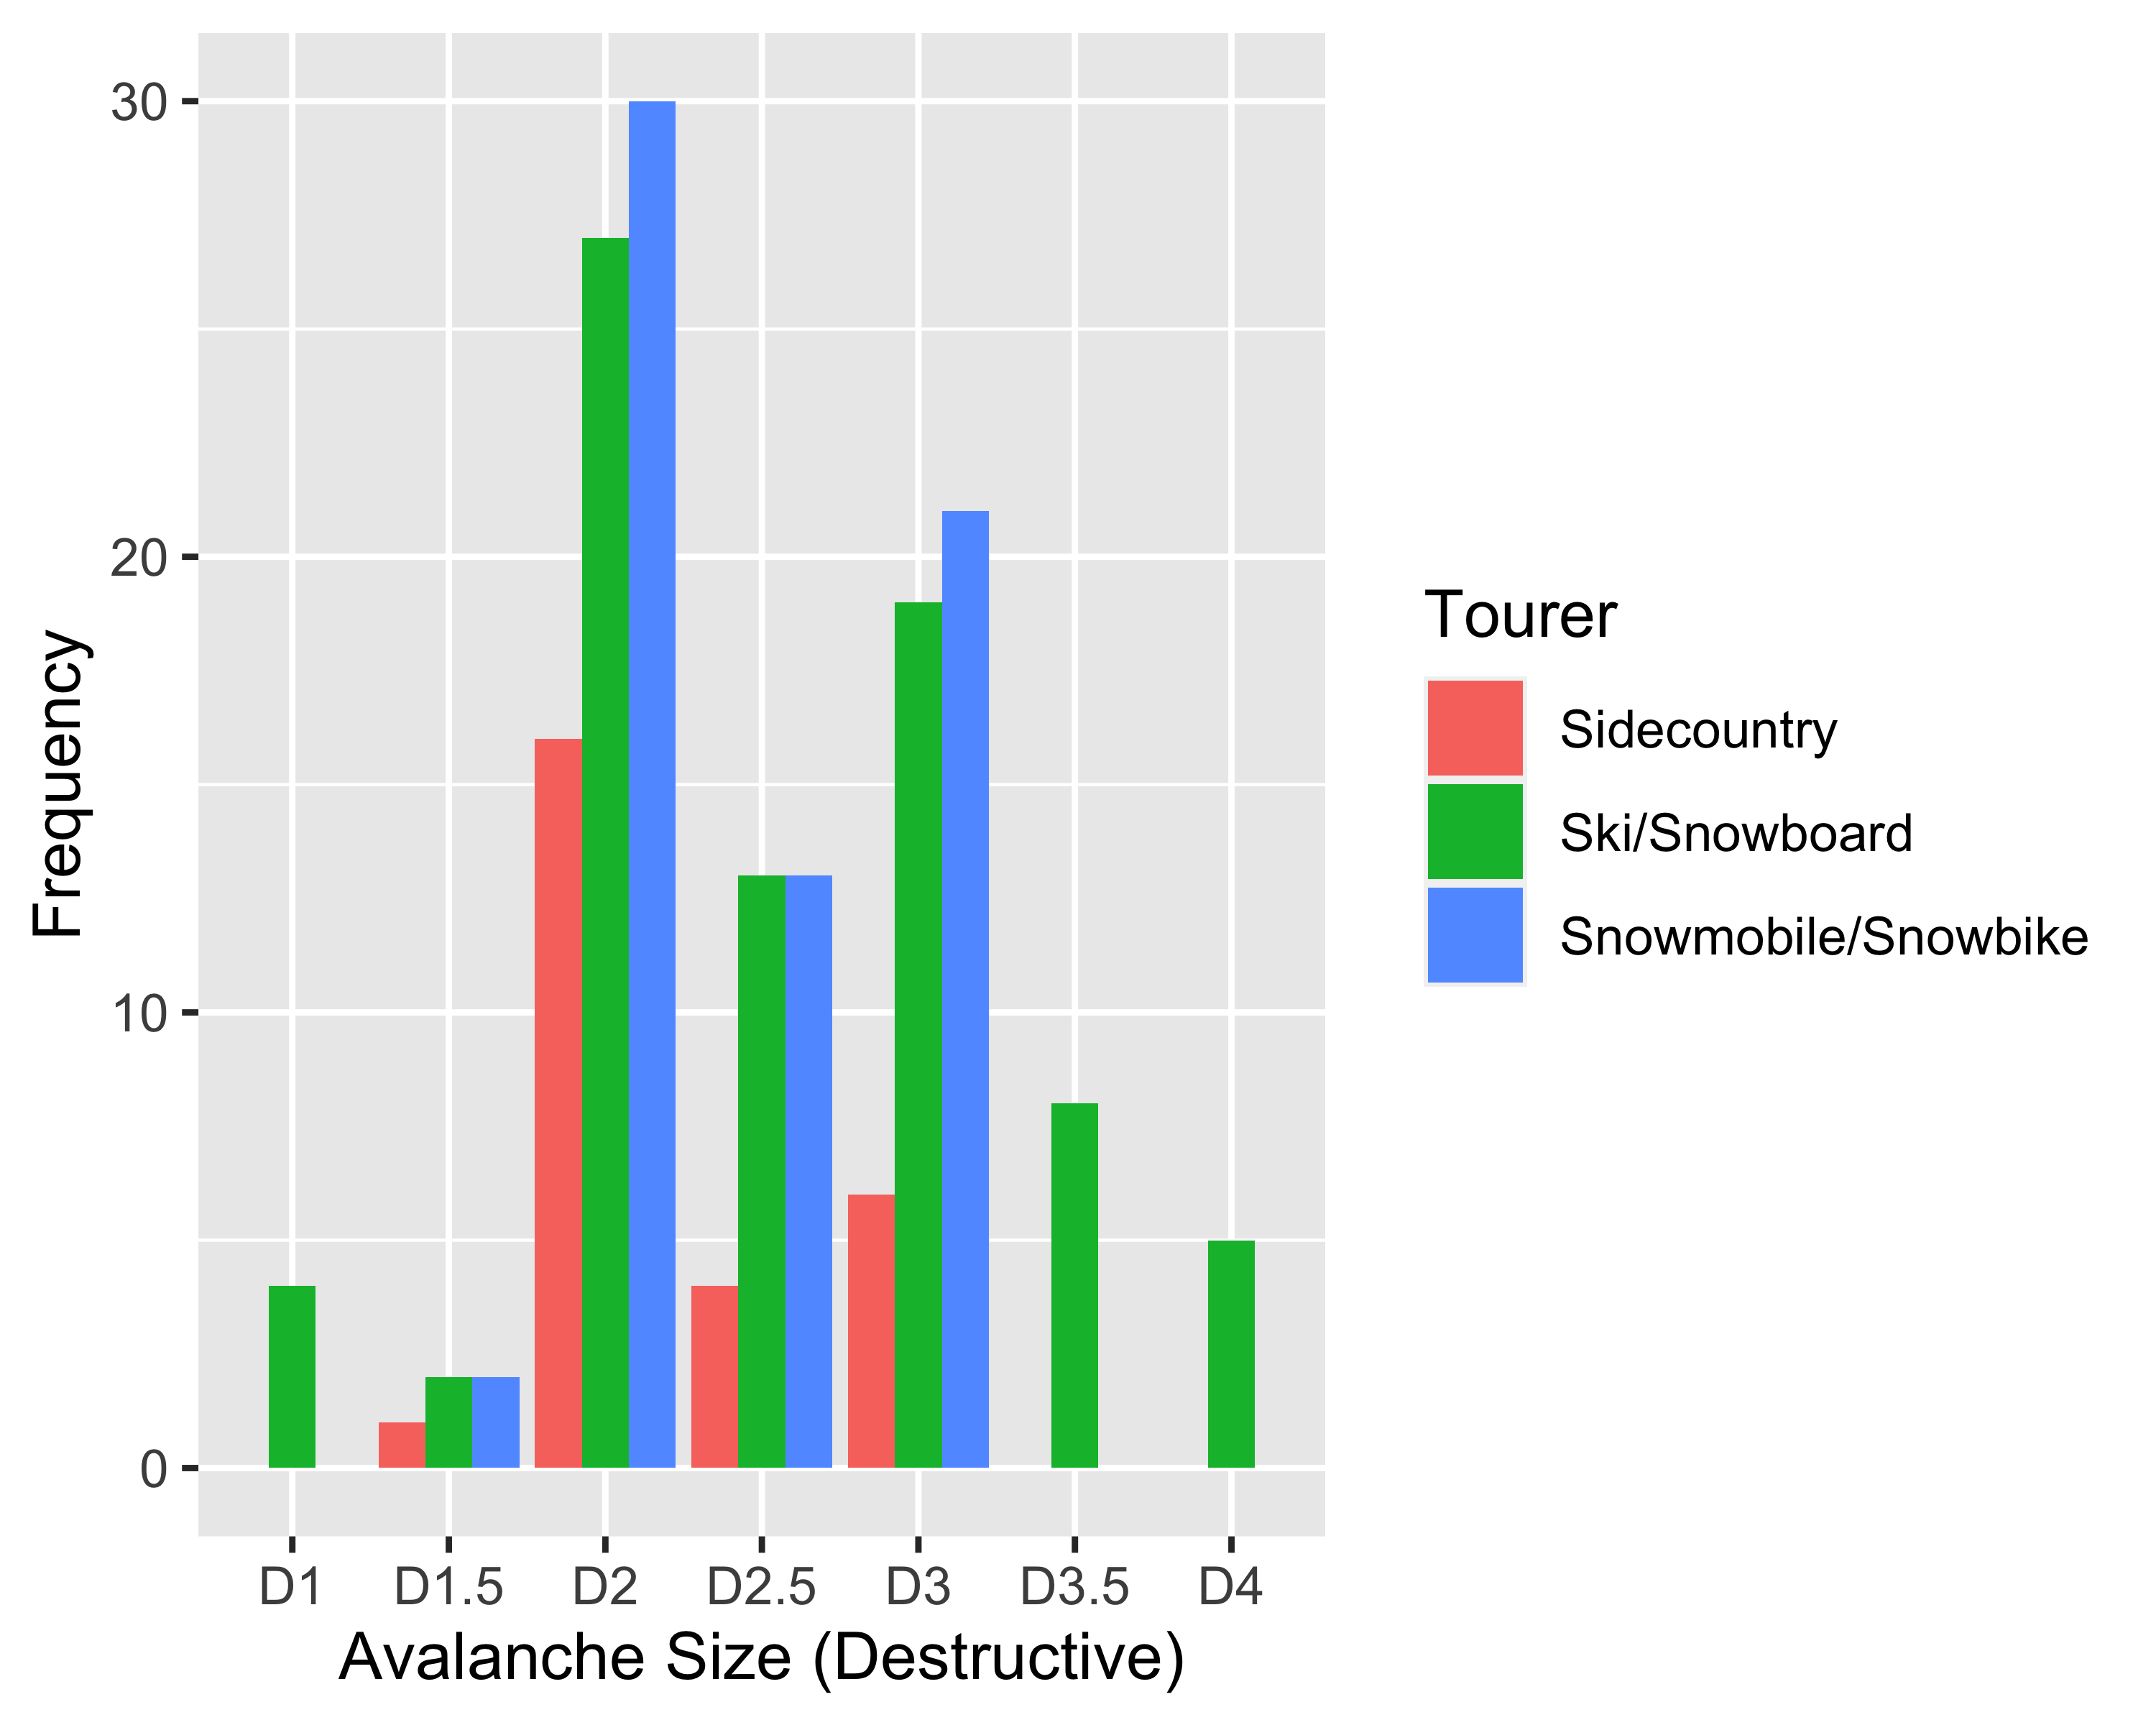 30
20
10
0
Frequency
D1 D1.5 D2 D2.5 D3 D3.5 D4
Avalanche Size (Destructive)
Tourer
Sidecountry
Ski/Snowboard
Snowmobile/Snowbike